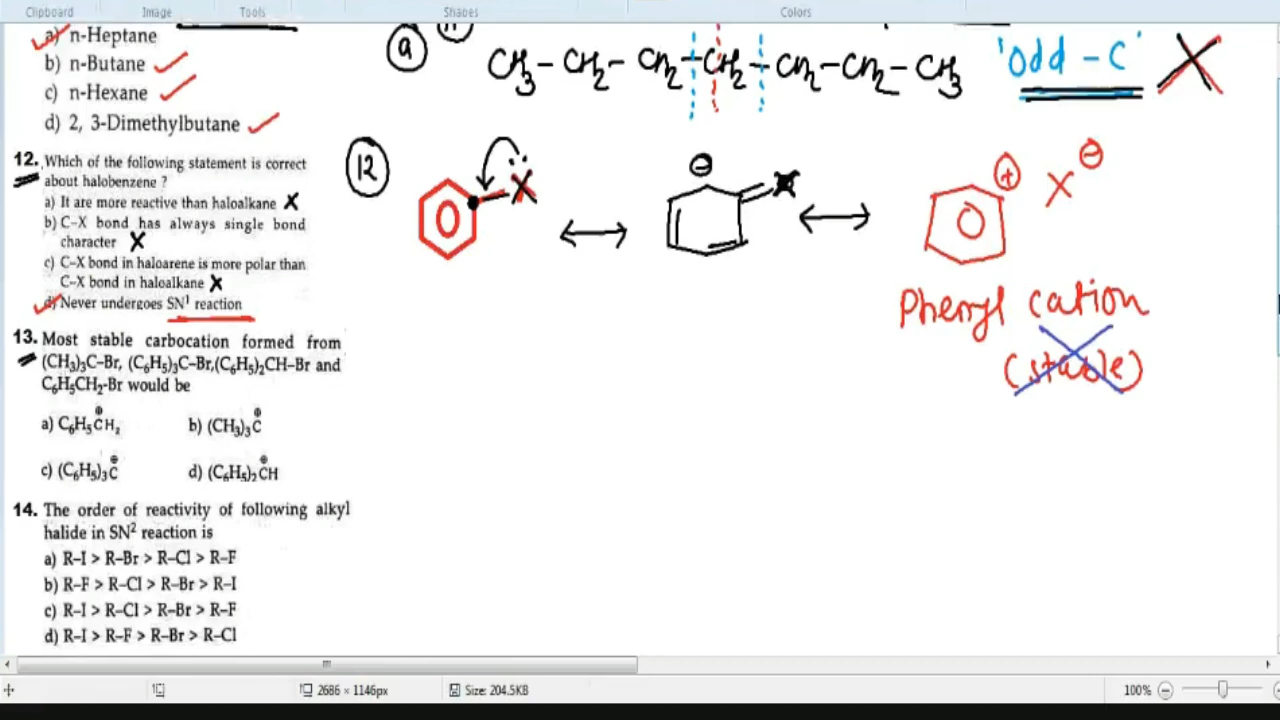 Clipboard Image Tools Shapes Colors
a) n-Heptane
b) n-Butane
c) n-Hexane
d) 2, 3-Dimethylbutane
a
CH3 – CH2 – CH2 – CH2 – CH2 – CH2 – CH3 'Odd – C'
12. Which of the following statement is correct
about halobenzene ?
a) It are more reactive than haloalkane X
b) C–X bond has always single bond
character X
c) C–X bond in haloarene is more polar than
C–X bond in haloalkane X
d) Never undergoes SN¹ reaction
12
X
⊖
X
⊕ X⊖
Phenyl cation
(stable)
13. Most stable carbocation formed from
(CH₃)₃C–Br, (C₆H₅)₃C–Br,(C₆H₅)₂CH–Br and
C₆H₅CH₂-Br would be
a) C₆H₅C⊕H₂ b) (CH₃)₃C⊕
c) (C₆H₅)₃C⊕ d) (C₆H₅)₂C⊕H
14. The order of reactivity of following alkyl
halide in SN² reaction is
a) R–I > R–Br > R–Cl > R–F
b) R–F > R–Cl > R–Br > R–I
c) R–I > R–Cl > R–Br > R–F
d) R–I > R–F > R–Br > R–Cl
2686 × 1146px Size: 204.5KB 100%